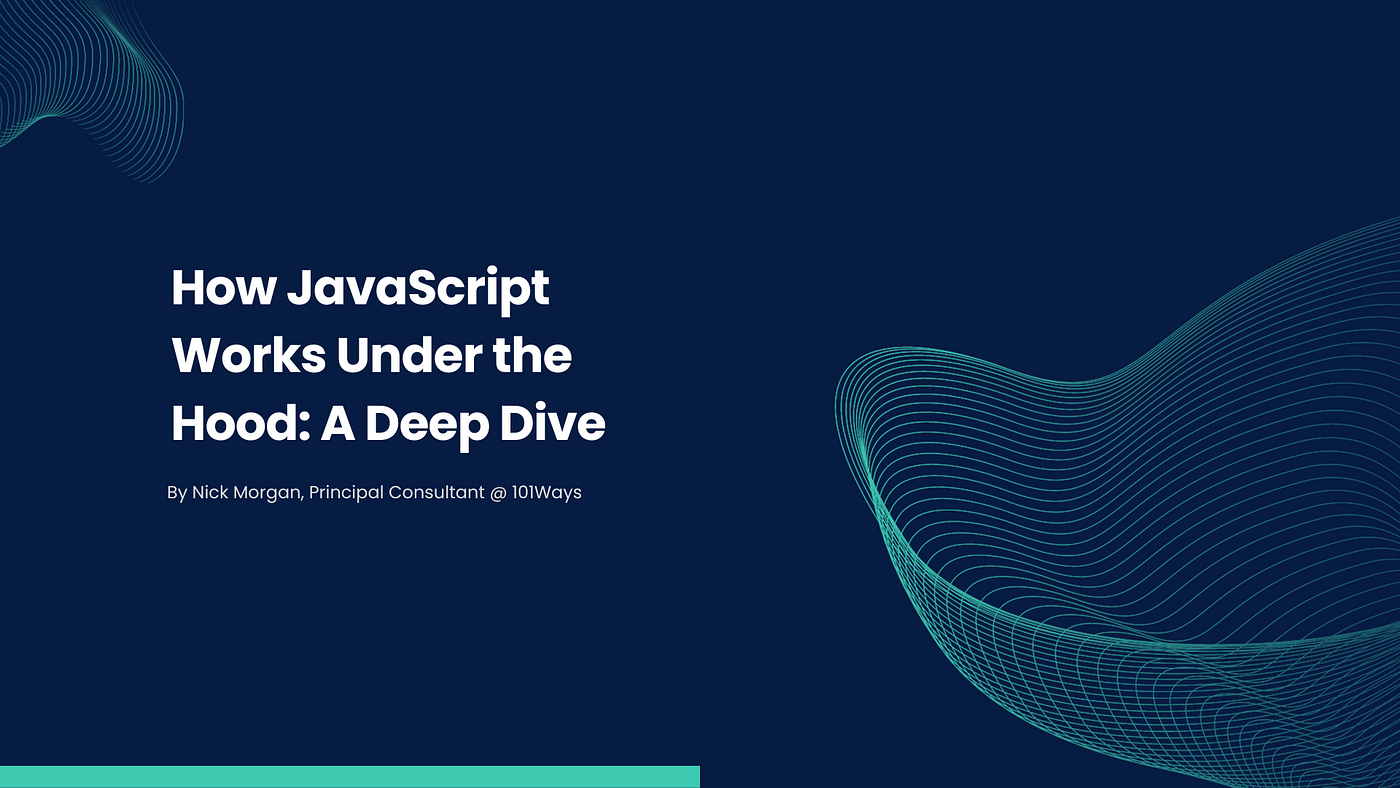 How JavaScript
Works Under the
Hood: A Deep Dive
By Nick Morgan, Principal Consultant @ 101Ways